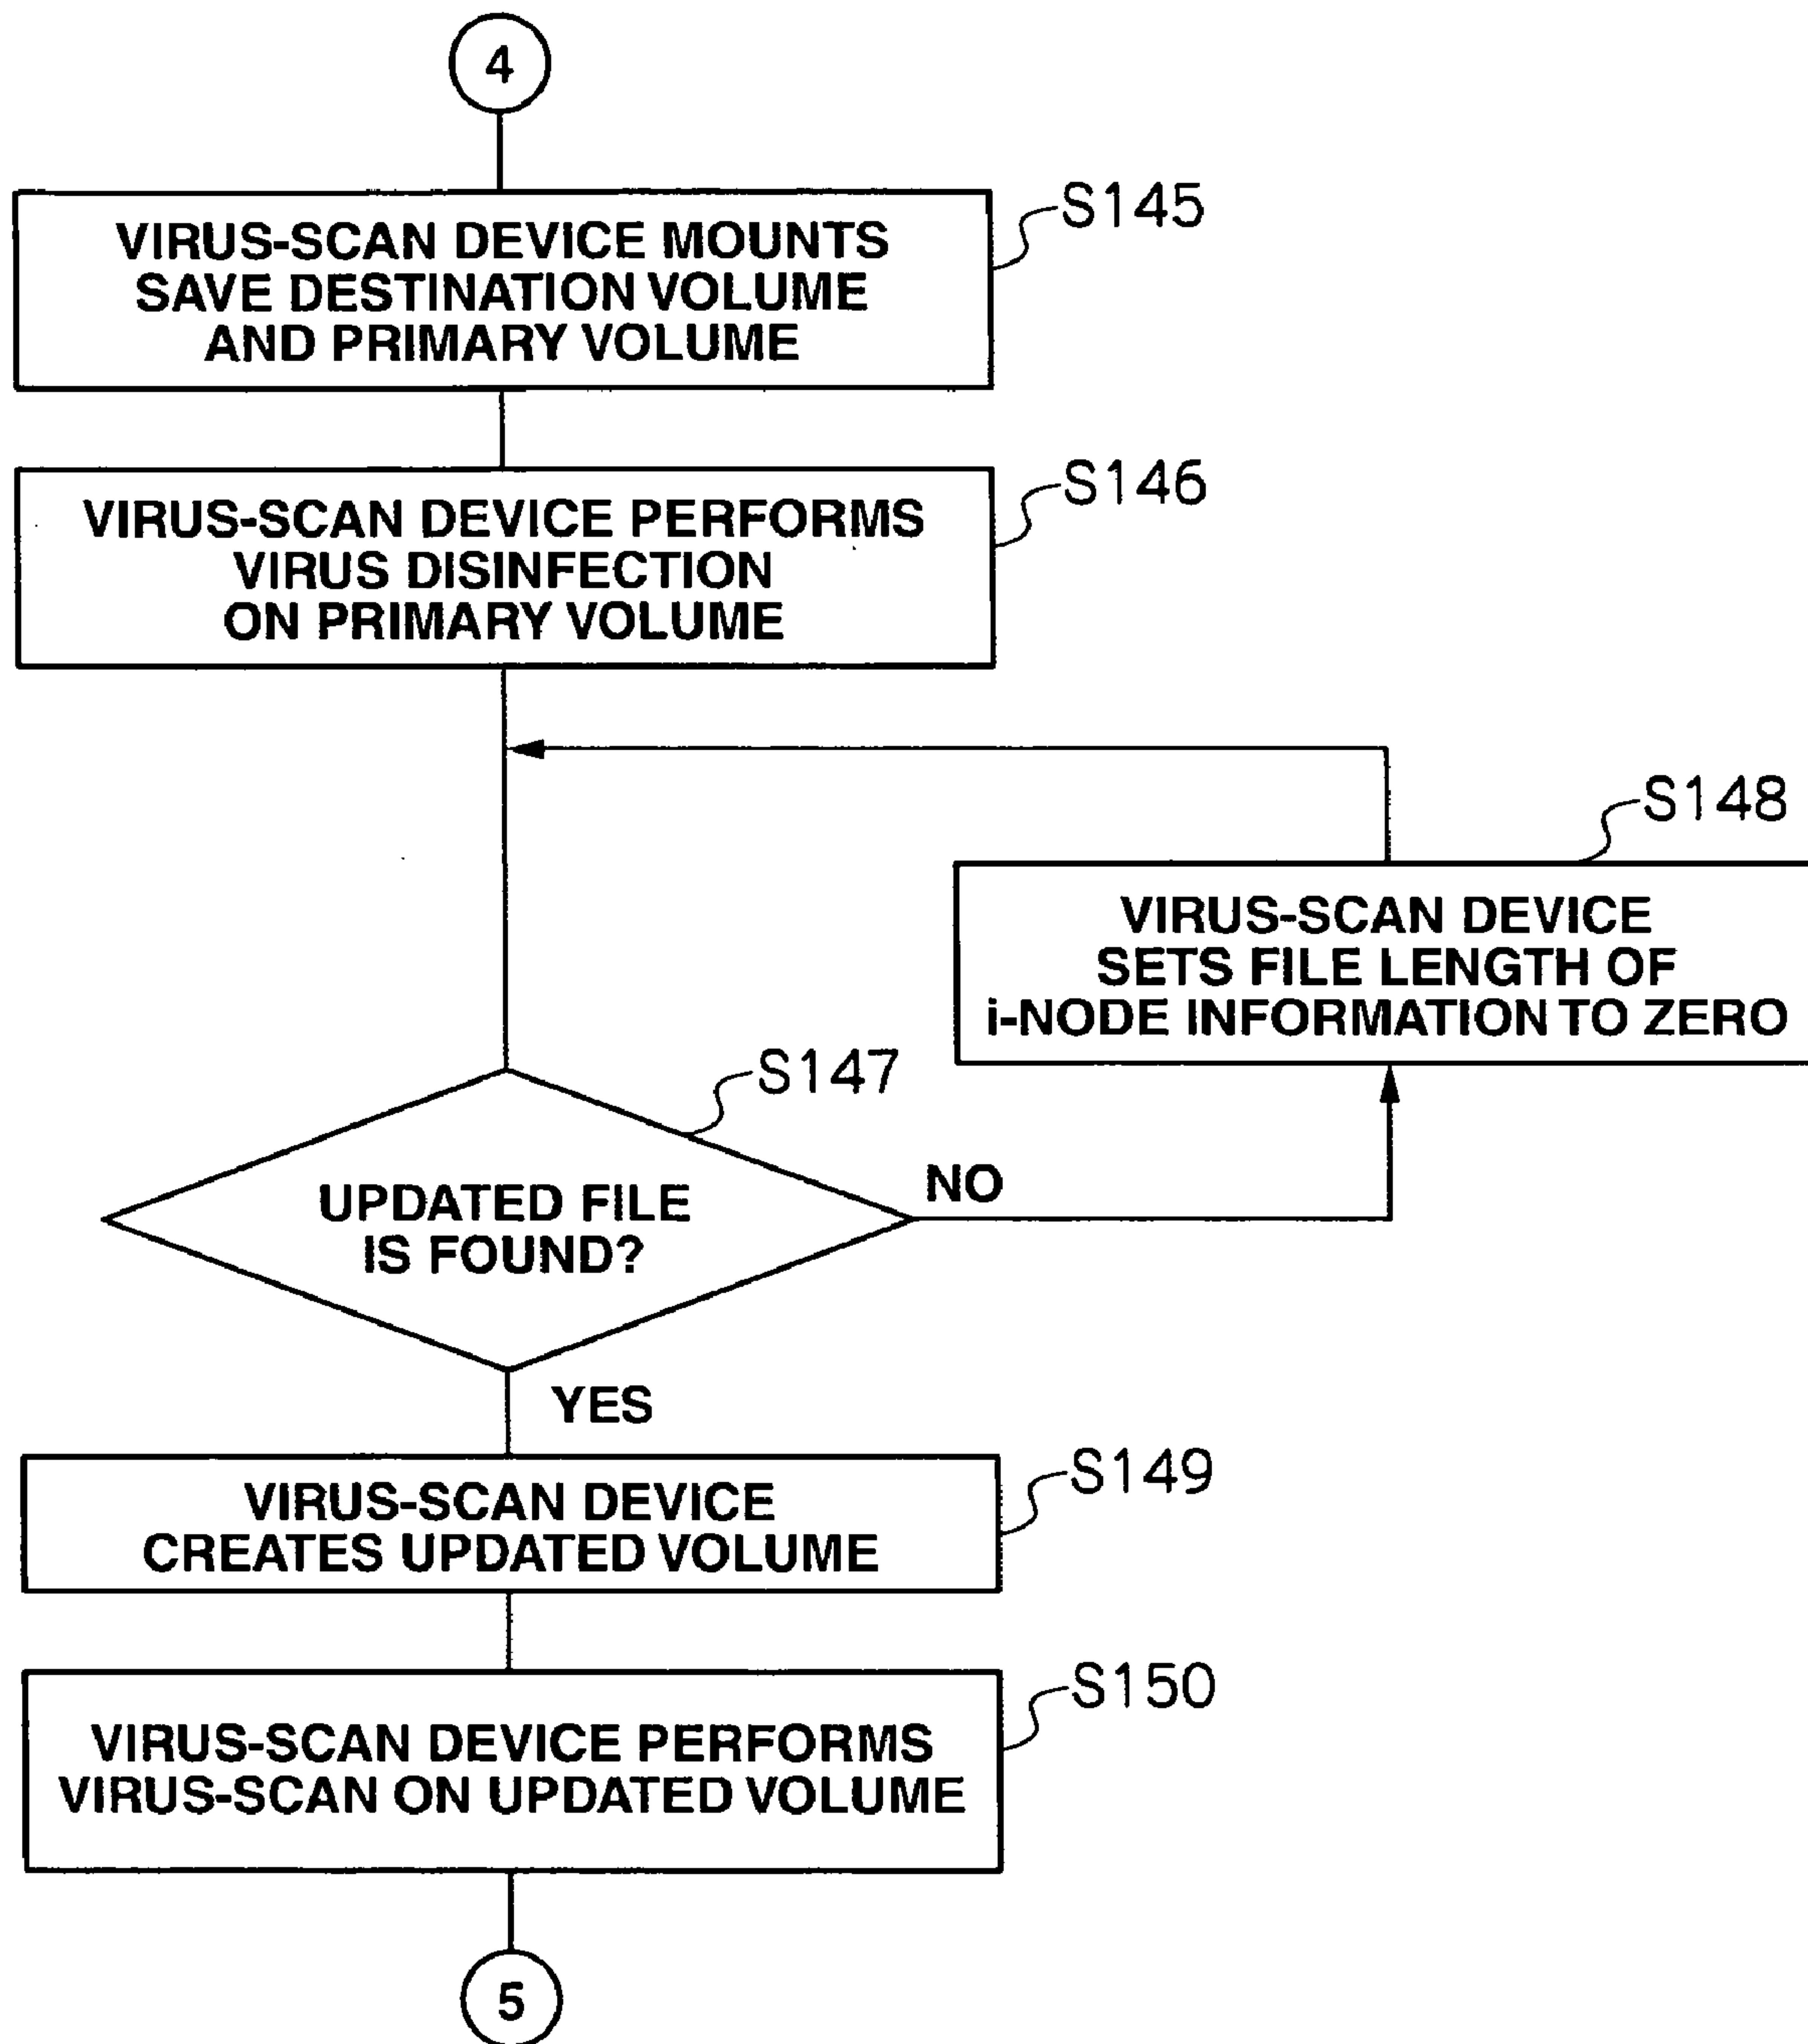 4
S145
VIRUS-SCAN DEVICE MOUNTS
SAVE DESTINATION VOLUME
AND PRIMARY VOLUME
S146
VIRUS-SCAN DEVICE PERFORMS
VIRUS DISINFECTION
ON PRIMARY VOLUME
S148
VIRUS-SCAN DEVICE
SETS FILE LENGTH OF
i-NODE INFORMATION TO ZERO
S147
UPDATED FILE
IS FOUND?
NO
YES
S149
VIRUS-SCAN DEVICE
CREATES UPDATED VOLUME
S150
VIRUS-SCAN DEVICE PERFORMS
VIRUS-SCAN ON UPDATED VOLUME
5